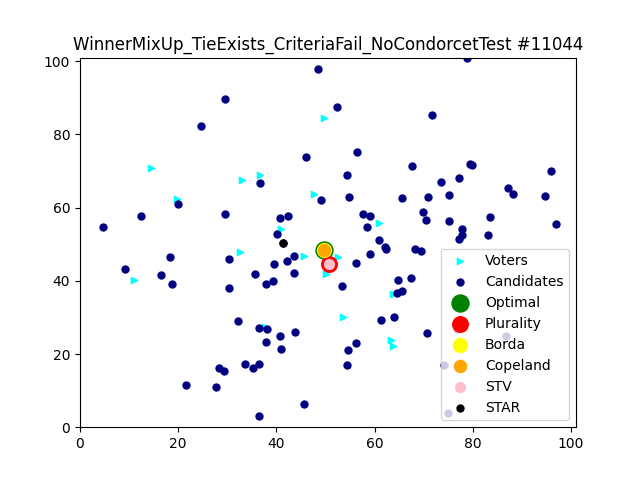 WinnerMixUp_TieExists_CriteriaFail_NoCondorcetTest #11044
100
80
60
40
20
0
0 20 40 60 80 100
Voters
Candidates
Optimal
Plurality
Borda
Copeland
STV
STAR